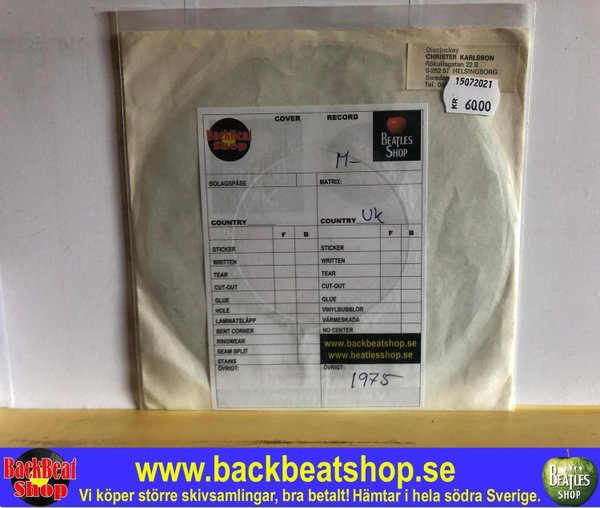 Discjockey
CHRISTER KARLSSON
Rökullagatan 22 B
S-252 57 HELSINGBORG
Sweden
Tel.
15072021
KR 60.00
COVER RECORD
BackBeat Shop
BEATLES SHOP
M-
BOLAGSPÅSE MATRIX:
COUNTRY COUNTRY UK
F B F B
STICKER STICKER
WRITTEN WRITTEN
TEAR TEAR
CUT-OUT CUT-OUT
GLUE GLUE
HOLE VINYLBUBBLOR
LAMINATSLÄPP VÄRMESKADA
BENT CORNER NO CENTER
RINGWEAR
SEAM SPLIT
STAINS
www.backbeatshop.se
www.beatlesshop.se
ÖVRIGT: ÖVRIGT:
1975
BackBeat Shop
www.backbeatshop.se
Vi köper större skivsamlingar, bra betalt! Hämtar i hela södra Sverige.
BEATLES SHOP